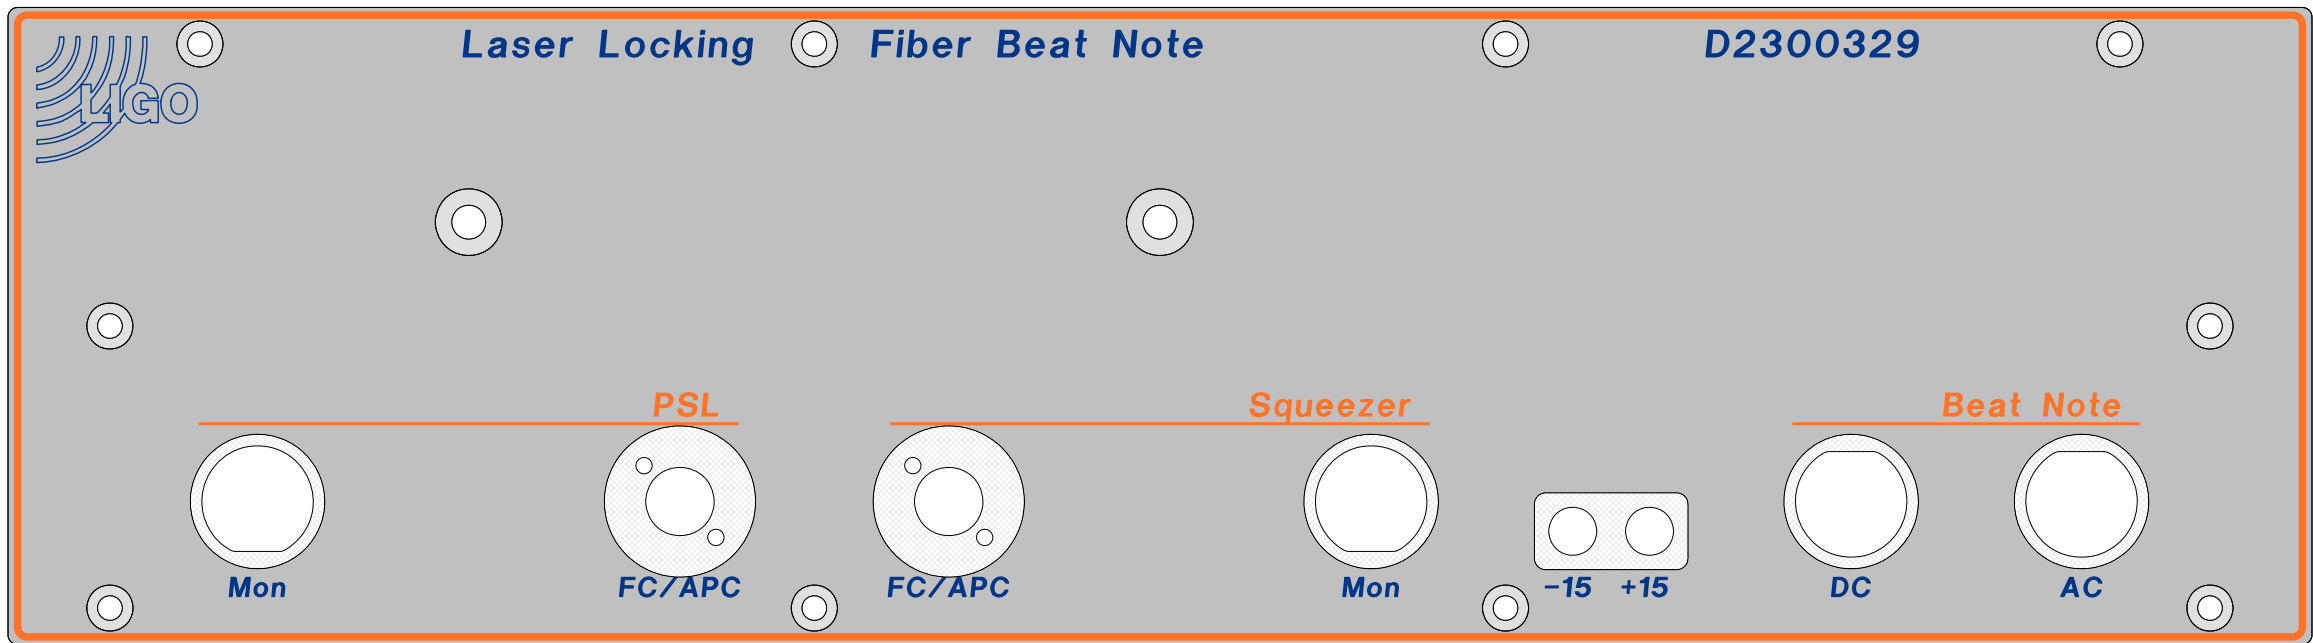 Laser Locking Fiber Beat Note D2300329
LIGO
PSL Squeezer Beat Note
Mon FC/APC FC/APC Mon -15 +15 DC AC